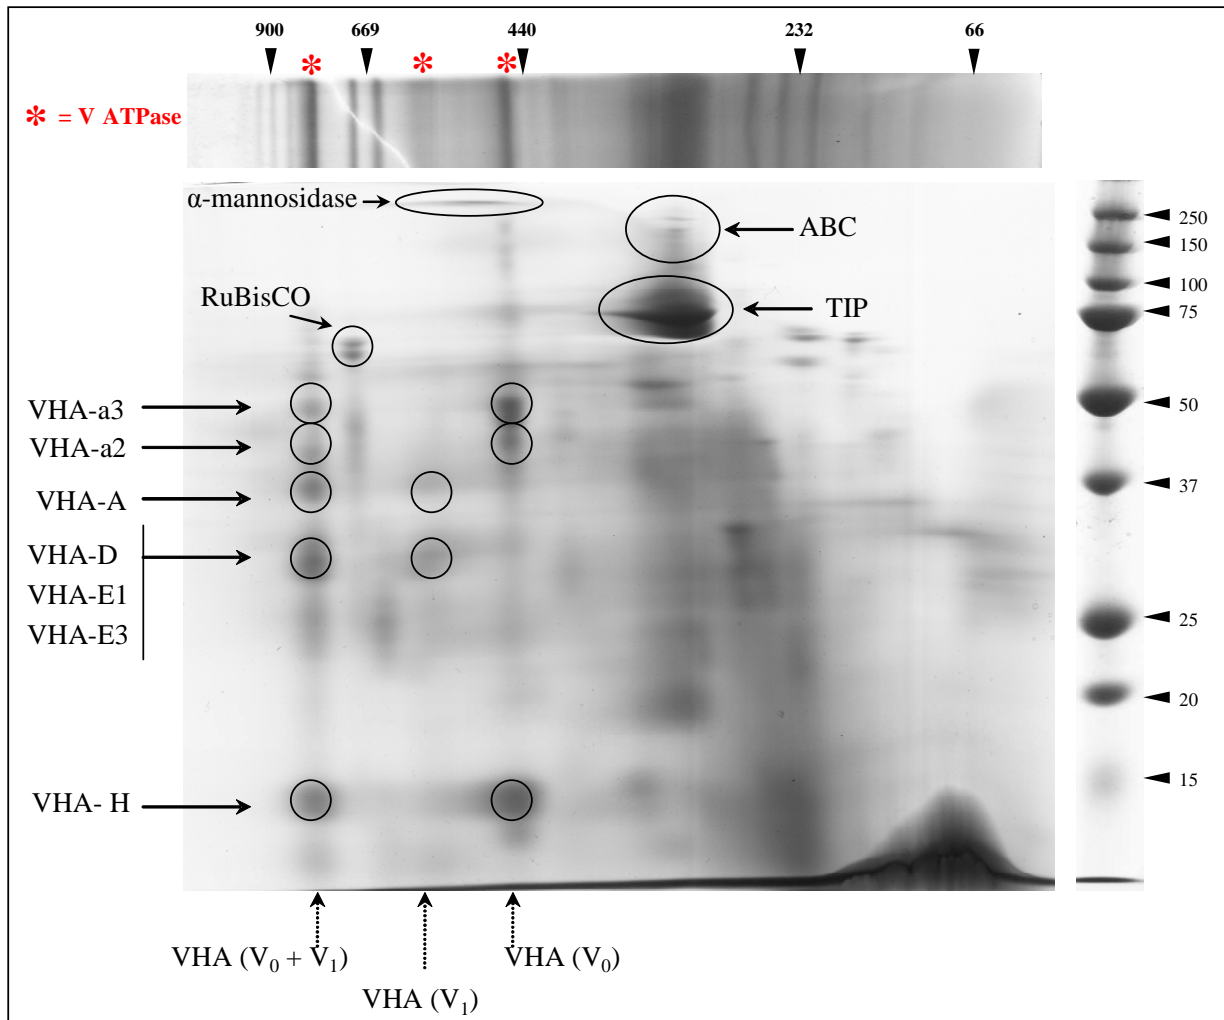 900 669 440 232 66
* * *
* = V ATPase
α-mannosidase
ABC
250
150
100
RuBisCO
TIP
75
VHA-a3
50
VHA-a2
VHA-A
37
VHA-D
VHA-E1
25
VHA-E3
20
15
VHA- H
VHA (V₀ + V₁)
VHA (V₀)
VHA (V₁)